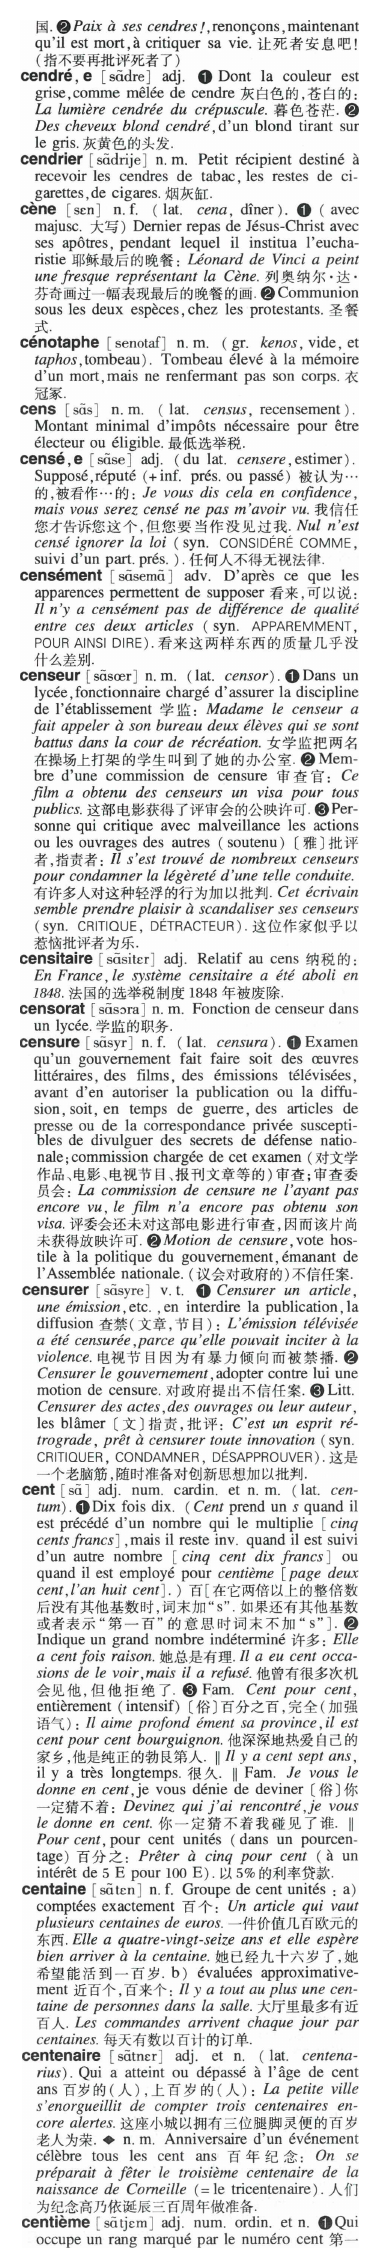 国. ❷ Paix à ses cendres!, renonçons, maintenant
qu'il est mort, à critiquer sa vie. 让死者安息吧!
(指不要再批评死者了)
cendré, e [sɑ̃dre] adj. ❶ Dont la couleur est
grise, comme mêlée de cendre 灰白色的, 苍白的:
La lumière cendrée du crépuscule. 暮色苍茫. ❷
Des cheveux blond cendré, d'un blond tirant sur
le gris. 灰黄色的头发.
cendrier [sɑ̃drije] n. m. Petit récipient destiné à
recevoir les cendres de tabac, les restes de ci-
garettes, de cigares. 烟灰缸.
cène [sɛn] n. f. (lat. cena, dîner). ❶ (avec
majusc. 大写) Dernier repas de Jésus-Christ avec
ses apôtres, pendant lequel il institua l'eucha-
ristie 耶稣最后的晚餐: Léonard de Vinci a peint
une fresque représentant la Cène. 列奥纳尔·达·
芬奇画过一幅表现最后的晚餐的画. ❷ Communion
sous les deux espèces, chez les protestants. 圣餐
式.
cénotaphe [senotaf] n. m. (gr. kenos, vide, et
taphos, tombeau). Tombeau élevé à la mémoire
d'un mort, mais ne renfermant pas son corps. 衣
冠冢.
cens [sɑ̃s] n. m. (lat. census, recensement).
Montant minimal d'impôts nécessaire pour être
électeur ou éligible. 最低选举税.
censé, e [sɑ̃se] adj. (du lat. censere, estimer).
Supposé, réputé (+inf. prés. ou passé) 被认为…
的, 被看作…的: Je vous dis cela en confidence,
mais vous serez censé ne pas m'avoir vu. 我信任
您才告诉您这个, 但您要当作没见过我. Nul n'est
censé ignorer la loi (syn. CONSIDÉRÉ COMME,
suivi d'un part. prés. ). 任何人不得无视法律.
censément [sɑ̃semɑ̃] adv. D'après ce que les
apparences permettent de supposer 看来, 可以说:
Il n'y a censément pas de différence de qualité
entre ces deux articles (syn. APPAREMMENT,
POUR AINSI DIRE). 看来这两样东西的质量几乎没
什么差别.
censeur [sɑ̃sœr] n. m. (lat. censor). ❶ Dans un
lycée, fonctionnaire chargé d'assurer la discipline
de l'établissement 学监: Madame le censeur a
fait appeler à son bureau deux élèves qui se sont
battus dans la cour de récréation. 女学监把两名
在操场上打架的学生叫到了她的办公室. ❷ Mem-
bre d'une commission de censure 审查官: Ce
film a obtenu des censeurs un visa pour tous
publics. 这部电影获得了评审会的公映许可. ❸ Per-
sonne qui critique avec malveillance les actions
ou les ouvrages des autres (soutenu) 〔雅〕批评
者, 指责者: Il s'est trouvé de nombreux censeurs
pour condamner la légèreté d'une telle conduite.
有许多人对这种轻浮的行为加以批判. Cet écrivain
semble prendre plaisir à scandaliser ses censeurs
(syn. CRITIQUE, DÉTRACTEUR). 这位作家似乎以
惹恼批评者为乐.
censitaire [sɑ̃sitɛr] adj. Relatif au cens 纳税的:
En France, le système censitaire a été aboli en
1848. 法国的选举税制度 1848 年被废除.
censorat [sɑ̃sɔra] n. m. Fonction de censeur dans
un lycée. 学监的职务.
censure [sɑ̃syr] n. f. (lat. censura). ❶ Examen
qu'un gouvernement fait faire soit des œuvres
littéraires, des films, des émissions télévisées,
avant d'en autoriser la publication ou la diffu-
sion, soit, en temps de guerre, des articles de
presse ou de la correspondance privée suscepti-
bles de divulguer des secrets de défense natio-
nale; commission chargée de cet examen (对文学
作品、电影、电视节目、报刊文章等的) 审查; 审查委
员会: La commission de censure ne l'ayant pas
encore vu, le film n'a encore pas obtenu son
visa. 评委会还未对这部电影进行审查, 因而该片尚
未获得放映许可. ❷ Motion de censure, vote hos-
tile à la politique du gouvernement, émanant de
l'Assemblée nationale. (议会对政府的) 不信任案.
censurer [sɑ̃syre] v. t. ❶ Censurer un article,
une émission, etc. , en interdire la publication, la
diffusion 查禁(文章, 节目): L'émission télévisée
a été censurée, parce qu'elle pouvait inciter à la
violence. 电视节目因为有暴力倾向而被禁播. ❷
Censurer le gouvernement, adopter contre lui une
motion de censure. 对政府提出不信任案. ❸ Litt.
Censurer des actes, des ouvrages ou leur auteur,
les blâmer 〔文〕指责, 批评: C'est un esprit ré-
trograde, prêt à censurer toute innovation (syn.
CRITIQUER, CONDAMNER, DÉSAPPROUVER). 这是
一个老脑筋, 随时准备对创新思想加以批判.
cent [sɑ̃] adj. num. cardin. et n. m. (lat. cen-
tum). ❶ Dix fois dix. (Cent prend un s quand il
est précédé d'un nombre qui le multiplie [cinq
cents francs], mais il reste inv. quand il est suivi
d'un autre nombre [cinq cent dix francs] ou
quand il est employé pour centième [page deux
cent, l'an huit cent]. ) 百[在它两倍以上的整倍数
后没有其他基数时, 词末加“s”. 如果还有其他基数
或者表示“第一百”的意思时词末不加“s”]. ❷
Indique un grand nombre indéterminé 许多: Elle
a cent fois raison. 她总是有理. Il a eu cent occa-
sions de le voir, mais il a refusé. 他曾有很多次机
会见他, 但他拒绝了. ❸ Fam. Cent pour cent,
entièrement (intensif) 〔俗〕百分之百, 完全(加强
语气): Il aime profond ément sa province, il est
cent pour cent bourguignon. 他深深地热爱自己的
家乡, 他是纯正的勃艮第人. ‖ Il y a cent sept ans,
il y a très longtemps. 很久. ‖ Fam. Je vous le
donne en cent, je vous dénie de deviner 〔俗〕你
一定猜不着: Devinez qui j'ai rencontré, je vous
le donne en cent. 你一定猜不着我碰见了谁. ‖
Pour cent, pour cent unités (dans un pourcen-
tage) 百分之: Prêter à cinq pour cent (à un
intérêt de 5 E pour 100 E). 以 5%的利率贷款.
centaine [sɑ̃tɛn] n. f. Groupe de cent unités : a)
comptées exactement 百个: Un article qui vaut
plusieurs centaines de euros. 一件价值几百欧元的
东西. Elle a quatre-vingt-seize ans et elle espère
bien arriver à la centaine. 她已经九十六岁了, 她
希望能活到一百岁. b) évaluées approximative-
ment 近百个, 百来个: Il y a tout au plus une cen-
taine de personnes dans la salle. 大厅里最多有近
百人. Les commandes arrivent chaque jour par
centaines. 每天有数以百计的订单.
centenaire [sɑ̃tnɛr] adj. et n. (lat. centena-
rius). Qui a atteint ou dépassé à l'âge de cent
ans 百岁的(人), 上百岁的(人): La petite ville
s'enorgueillit de compter trois centenaires en-
core alertes. 这座小城以拥有三位腿脚灵便的百岁
老人为荣. ◆ n. m. Anniversaire d'un événement
célèbre tous les cent ans 百年纪念: On se
préparait à fêter le troisième centenaire de la
naissance de Corneille (=le tricentenaire). 人们
为纪念高乃依诞辰三百周年做准备.
centième [sɑ̃tjɛm] adj. num. ordin. et n. ❶ Qui
occupe un rang marqué par le numéro cent 第一